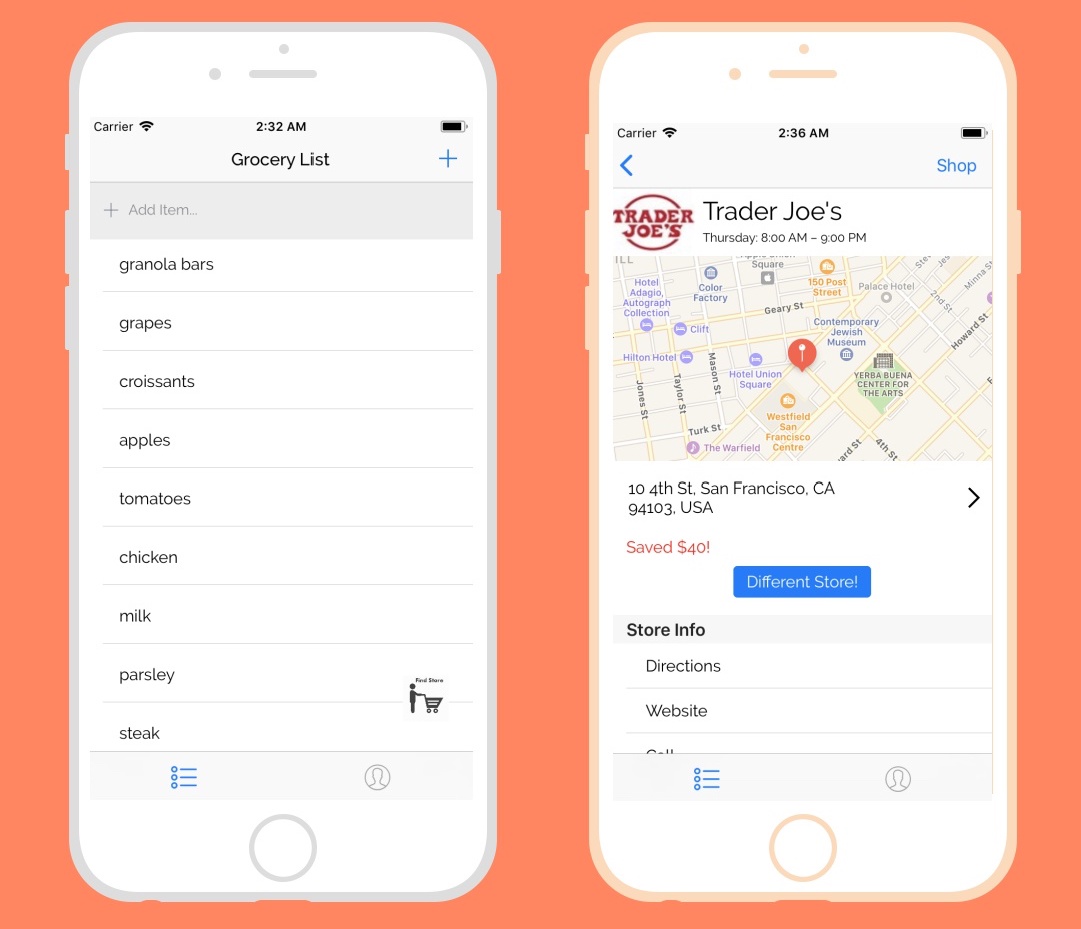 Carrier
2:32 AM
Grocery List
Add Item...
granola bars
grapes
croissants
apples
tomatoes
chicken
milk
parsley
Find Store
steak
Carrier
2:36 AM
Shop
TRADER
JOE'S
Trader Joe's
Thursday: 8:00 AM – 9:00 PM
Square
Color
Factory
150 Post
Street
Palace Hotel
2nd St
Minna St
Hotel
Adagio,
Autograph
Collection
Geary St
Clift
Contemporary
Jewish
Museum
Howard St
Hilton Hotel
Mason St
Hotel Union
Square
YERBA BUENA
CENTER FOR
THE ARTS
Jones St
Taylor St
Westfield
San
Francisco
Centre
Turk St
The Warfield
4th St
10 4th St, San Francisco, CA
94103, USA
Saved $40!
Different Store!
Store Info
Directions
Website
Call